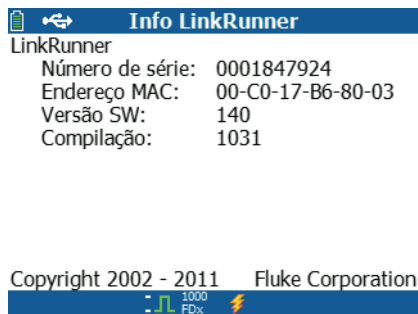 Info LinkRunner
LinkRunner
Número de série: 0001847924
Endereço MAC: 00-C0-17-B6-80-03
Versão SW: 140
Compilação: 1031
Copyright 2002 - 2011 Fluke Corporation
1000
FDx